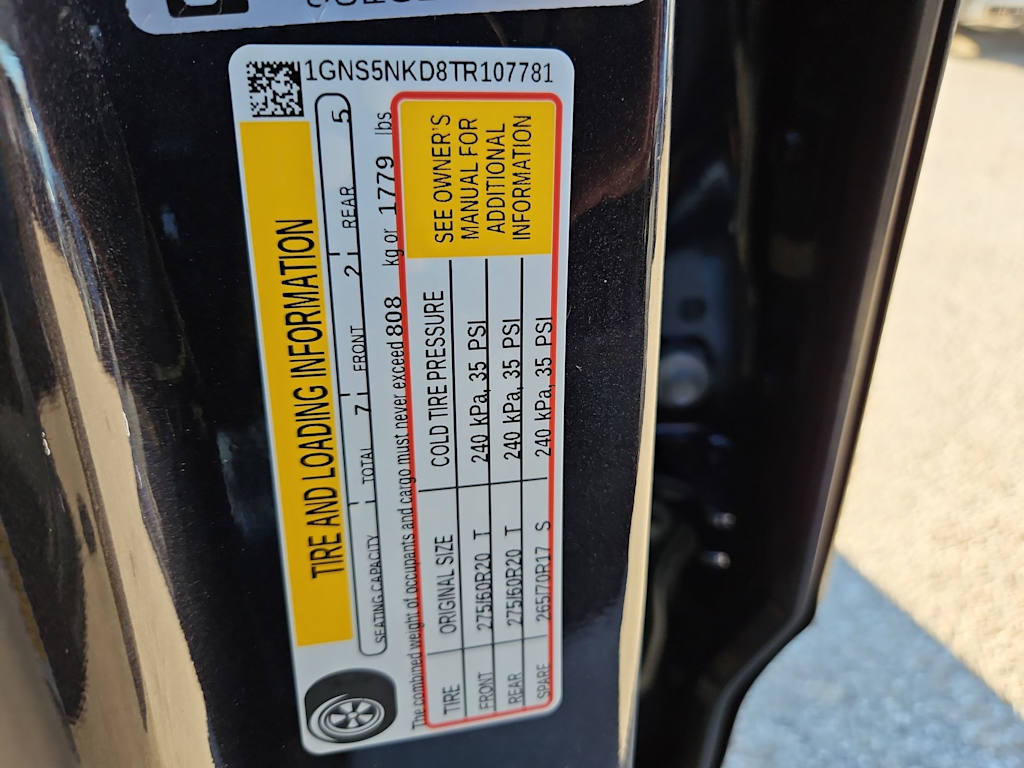 1GNS5NKD8TR107781
TIRE AND LOADING INFORMATION
SEATING CAPACITY TOTAL 7 FRONT 2 REAR 5
The combined weight of occupants and cargo must never exceed 808 kg or 1779 lbs
TIRE ORIGINAL SIZE COLD TIRE PRESSURE
FRONT 275/60R20 T 240 kPa, 35 PSI
REAR 275/60R20 T 240 kPa, 35 PSI
SPARE 265/70R17 S 240 kPa, 35 PSI
SEE OWNER'S
MANUAL FOR
ADDITIONAL
INFORMATION